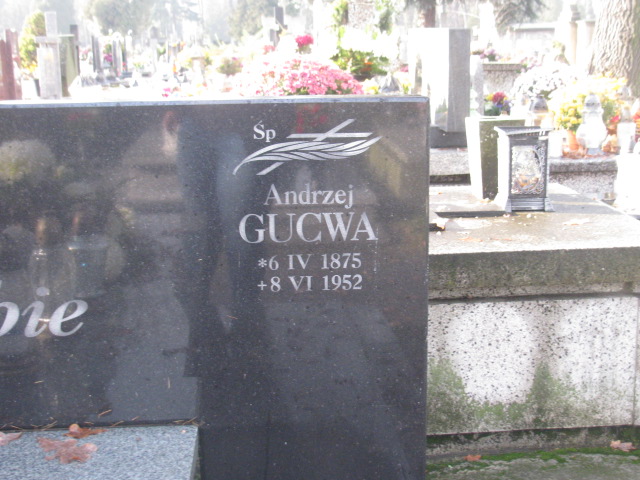 Śp
Andrzej
GUCWA
*6 IV 1875
+8 VI 1952
bie